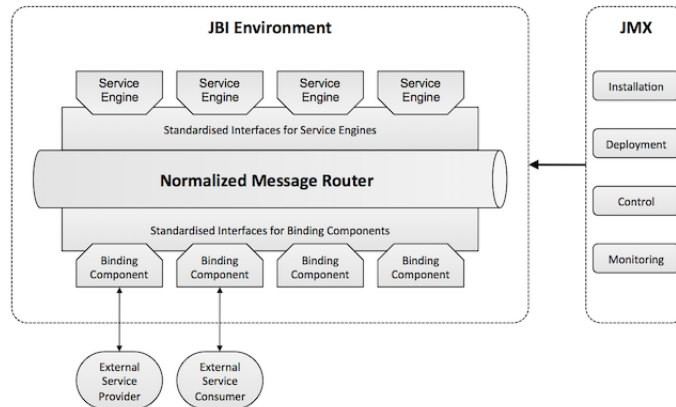 JBI Environment
Service
Engine
Service
Engine
Service
Engine
Service
Engine
Standardised Interfaces for Service Engines
Normalized Message Router
Standardised Interfaces for Binding Components
Binding
Component
Binding
Component
Binding
Component
Binding
Component
External
Service
Provider
External
Service
Consumer
JMX
Installation
Deployment
Control
Monitoring